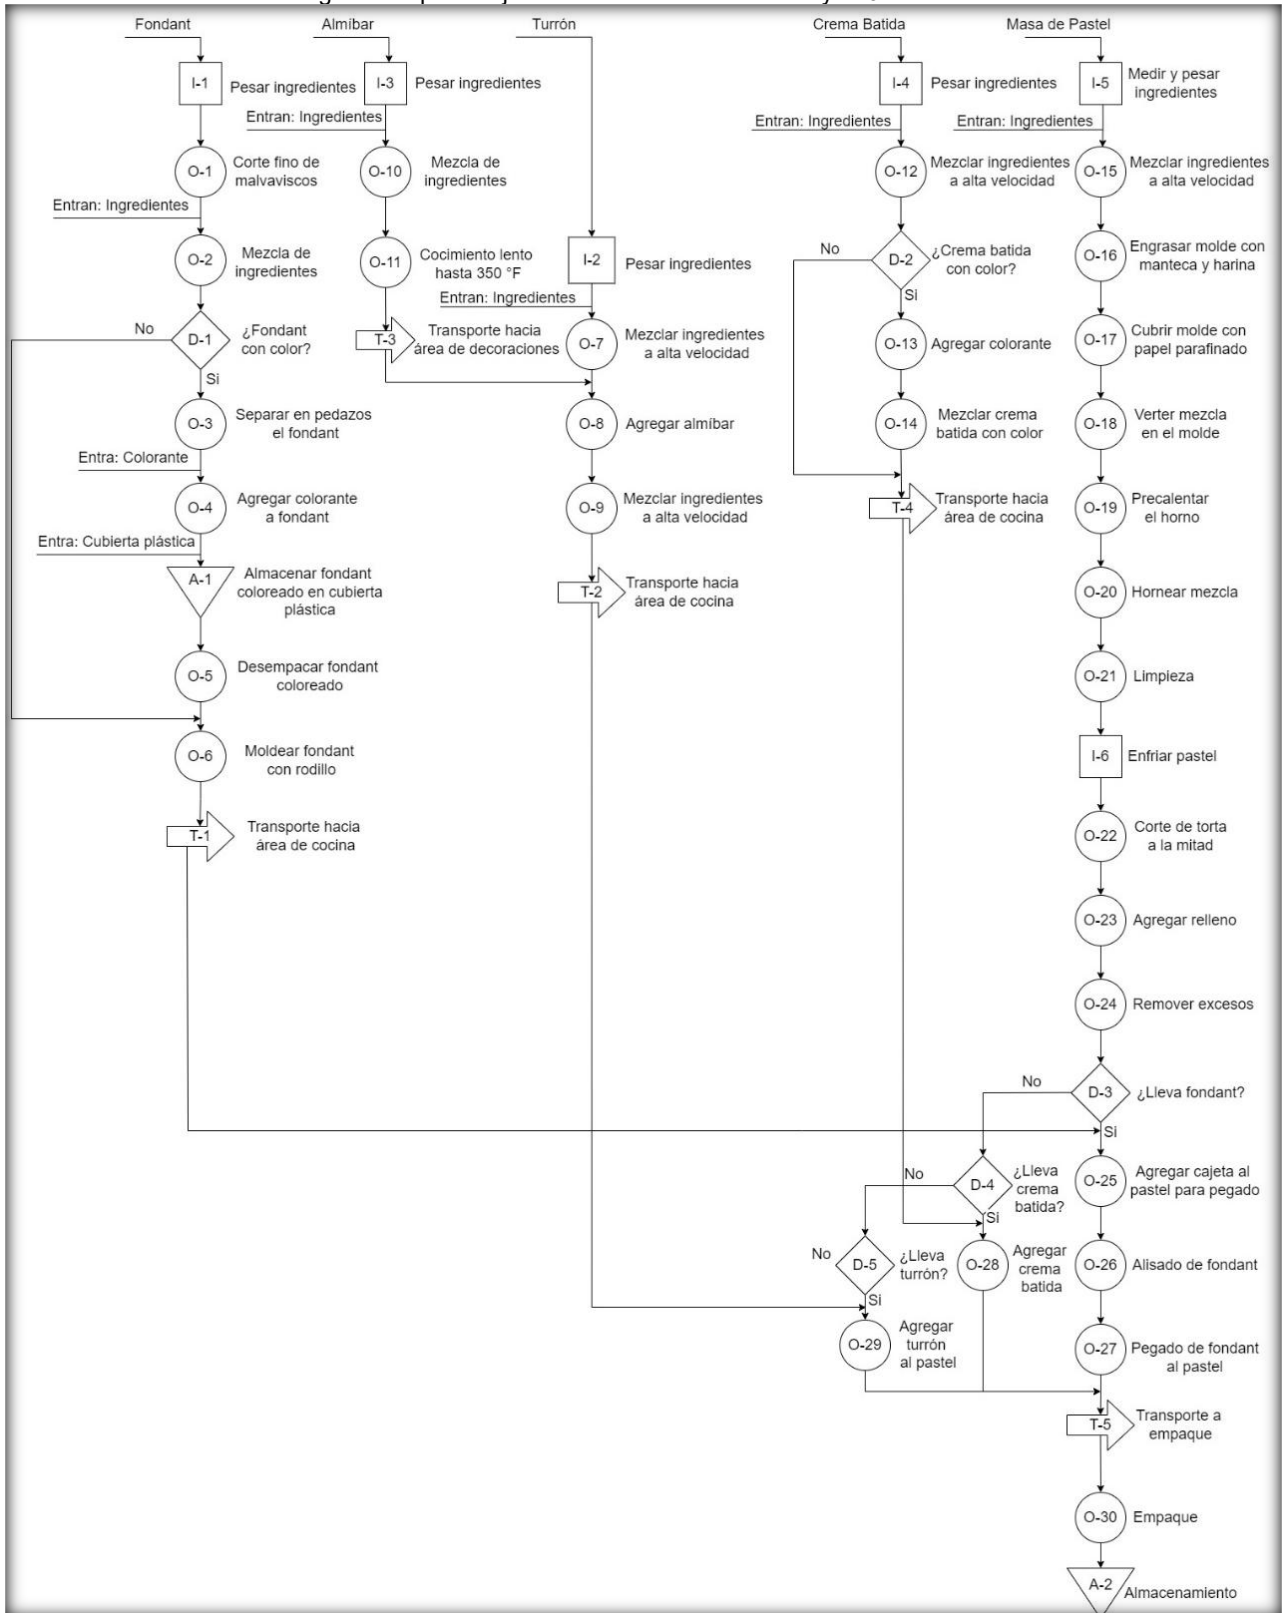 Fondant
I-1
Pesar ingredientes
O-1
Corte fino de
malvaviscos
Entran: Ingredientes
O-2
Mezcla de
ingredientes
D-1
¿Fondant
con color?
No
Si
O-3
Separar en pedazos
el fondant
Entra: Colorante
O-4
Agregar colorante
a fondant
Entra: Cubierta plástica
A-1
Almacenar fondant
coloreado en cubierta
plástica
O-5
Desempacar fondant
coloreado
O-6
Moldear fondant
con rodillo
T-1
Transporte hacia
área de cocina
Almíbar
I-3
Pesar ingredientes
Entran: Ingredientes
O-10
Mezcla de
ingredientes
O-11
Cocimiento lento
hasta 350 °F
T-3
Transporte hacia
área de decoraciones
Turrón
I-2
Pesar ingredientes
Entran: Ingredientes
O-7
Mezclar ingredientes
a alta velocidad
O-8
Agregar almíbar
O-9
Mezclar ingredientes
a alta velocidad
T-2
Transporte hacia
área de cocina
Crema Batida
I-4
Pesar ingredientes
Entran: Ingredientes
O-12
Mezclar ingredientes
a alta velocidad
D-2
¿Crema batida
con color?
No
Si
O-13
Agregar colorante
O-14
Mezclar crema
batida con color
T-4
Transporte hacia
área de cocina
Masa de Pastel
I-5
Medir y pesar
ingredientes
Entran: Ingredientes
O-15
Mezclar ingredientes
a alta velocidad
O-16
Engrasar molde con
manteca y harina
O-17
Cubrir molde con
papel parafinado
O-18
Verter mezcla
en el molde
O-19
Precalentar
el horno
O-20
Hornear mezcla
O-21
Limpieza
I-6
Enfriar pastel
O-22
Corte de torta
a la mitad
O-23
Agregar relleno
O-24
Remover excesos
D-3
¿Lleva fondant?
No
Si
O-25
Agregar cajeta al
pastel para pegado
O-26
Alisado de fondant
O-27
Pegado de fondant
al pastel
D-4
¿Lleva
crema
batida?
No
Si
O-28
Agregar
crema
batida
D-5
¿Lleva
turrón?
No
Si
O-29
Agregar
turrón
al pastel
T-5
Transporte a
empaque
O-30
Empaque
A-2
Almacenamiento